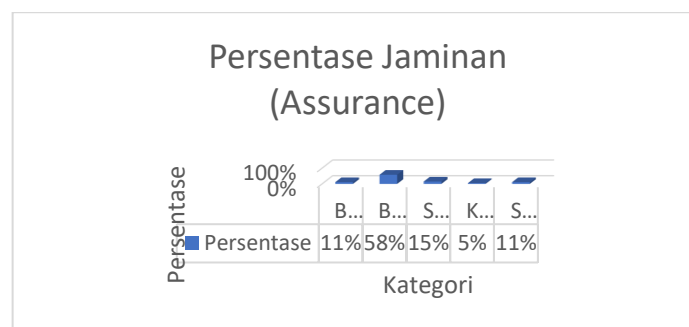 Persentase Jaminan
(Assurance)
Persentase
100%
0%
B... B... S... K... S...
Persentase 11% 58% 15% 5% 11%
Kategori